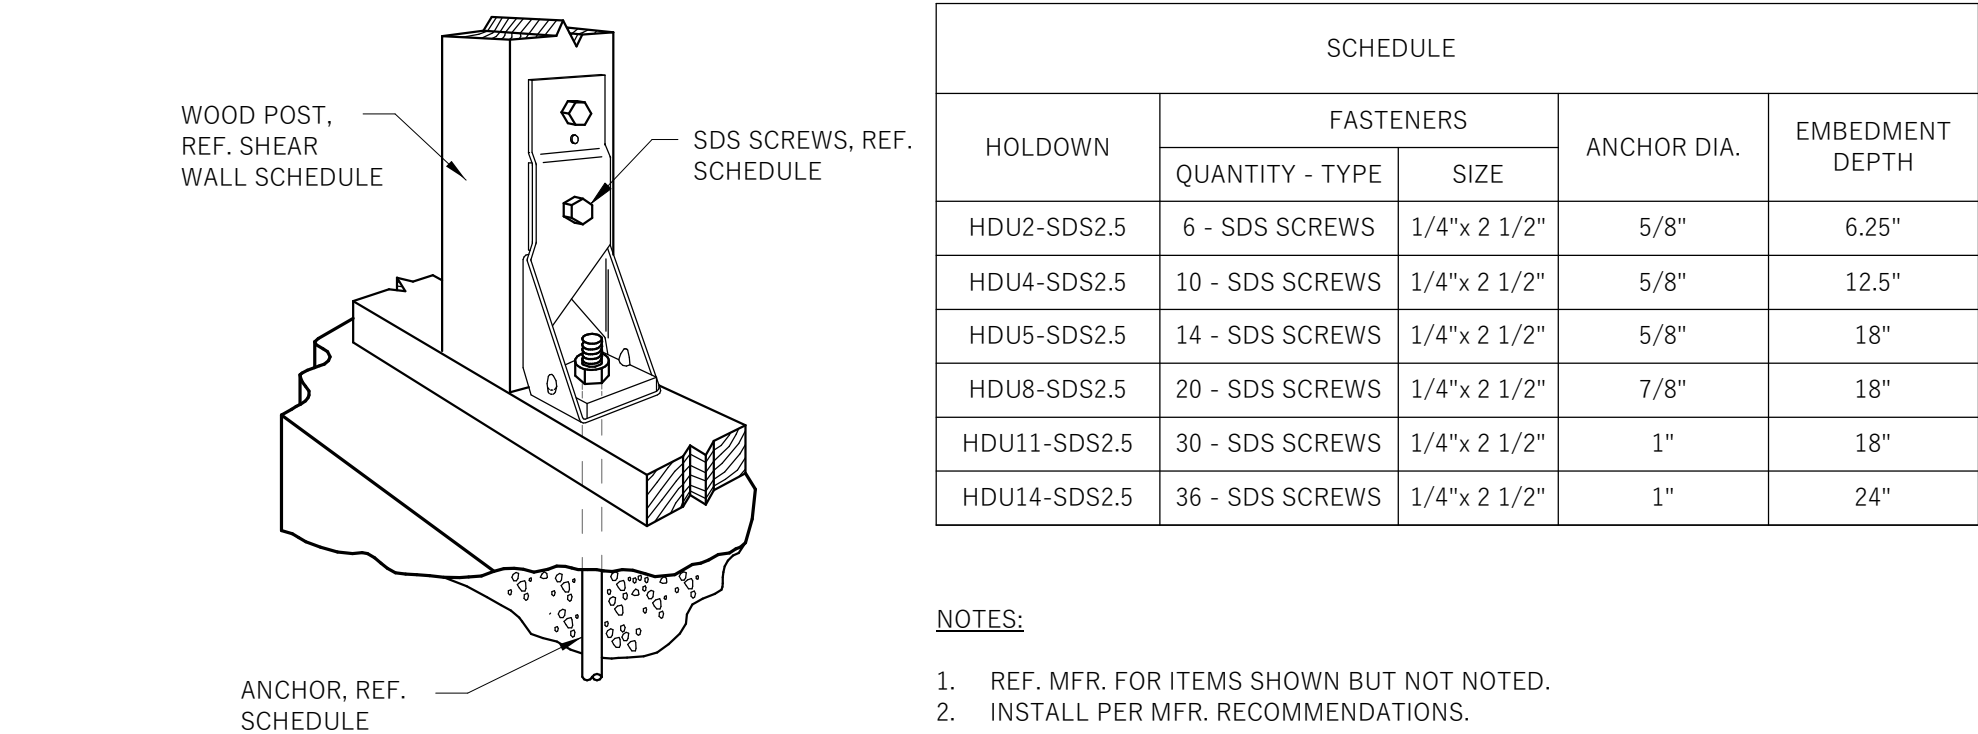 WOOD POST,
REF. SHEAR
WALL SCHEDULE
SDS SCREWS, REF.
SCHEDULE
ANCHOR, REF.
SCHEDULE
SCHEDULE
HOLDOWN
FASTENERS
QUANTITY - TYPE
SIZE
ANCHOR DIA.
EMBEDMENT
DEPTH
HDU2-SDS2.5 6 - SDS SCREWS 1/4"x 2 1/2" 5/8" 6.25"
HDU4-SDS2.5 10 - SDS SCREWS 1/4"x 2 1/2" 5/8" 12.5"
HDU5-SDS2.5 14 - SDS SCREWS 1/4"x 2 1/2" 5/8" 18"
HDU8-SDS2.5 20 - SDS SCREWS 1/4"x 2 1/2" 7/8" 18"
HDU11-SDS2.5 30 - SDS SCREWS 1/4"x 2 1/2" 1" 18"
HDU14-SDS2.5 36 - SDS SCREWS 1/4"x 2 1/2" 1" 24"
NOTES:
1. REF. MFR. FOR ITEMS SHOWN BUT NOT NOTED.
2. INSTALL PER MFR. RECOMMENDATIONS.